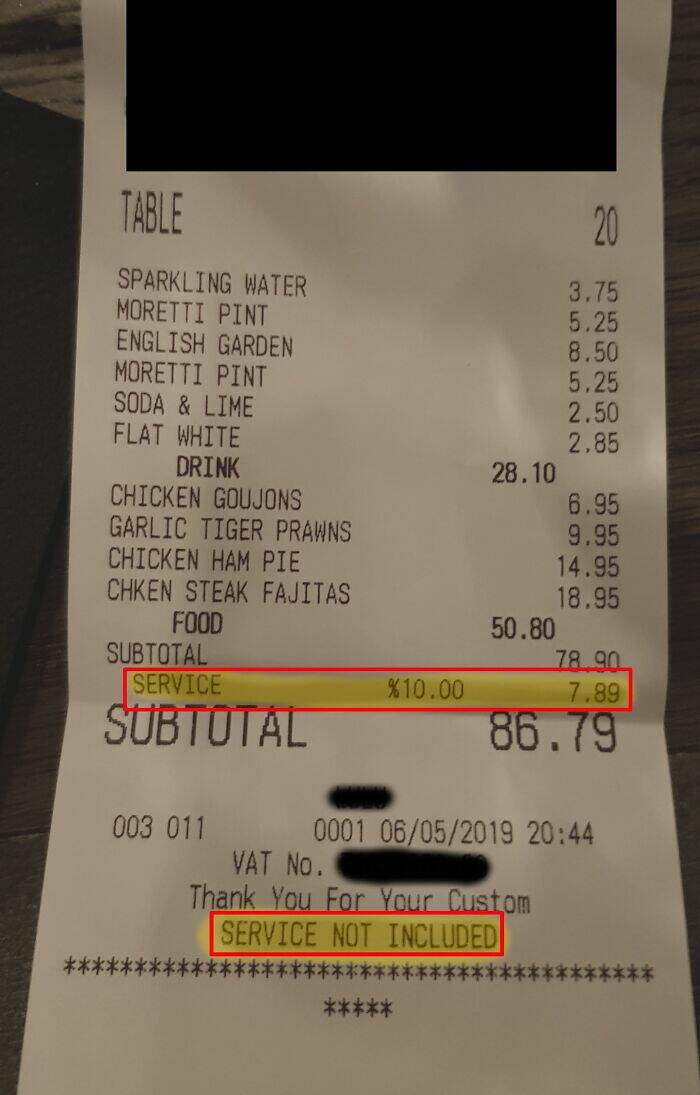 TABLE 20
SPARKLING WATER 3.75
MORETTI PINT 5.25
ENGLISH GARDEN 8.50
MORETTI PINT 5.25
SODA & LIME 2.50
FLAT WHITE 2.85
DRINK 28.10
CHICKEN GOUJONS 6.95
GARLIC TIGER PRAWNS 9.95
CHICKEN HAM PIE 14.95
CHKEN STEAK FAJITAS 18.95
FOOD 50.80
SUBTOTAL 78.90
SERVICE %10.00 7.89
SUBTOTAL 86.79
003 011 0001 06/05/2019 20:44
VAT No.
Thank You For Your Custom
SERVICE NOT INCLUDED
******************************************
*****